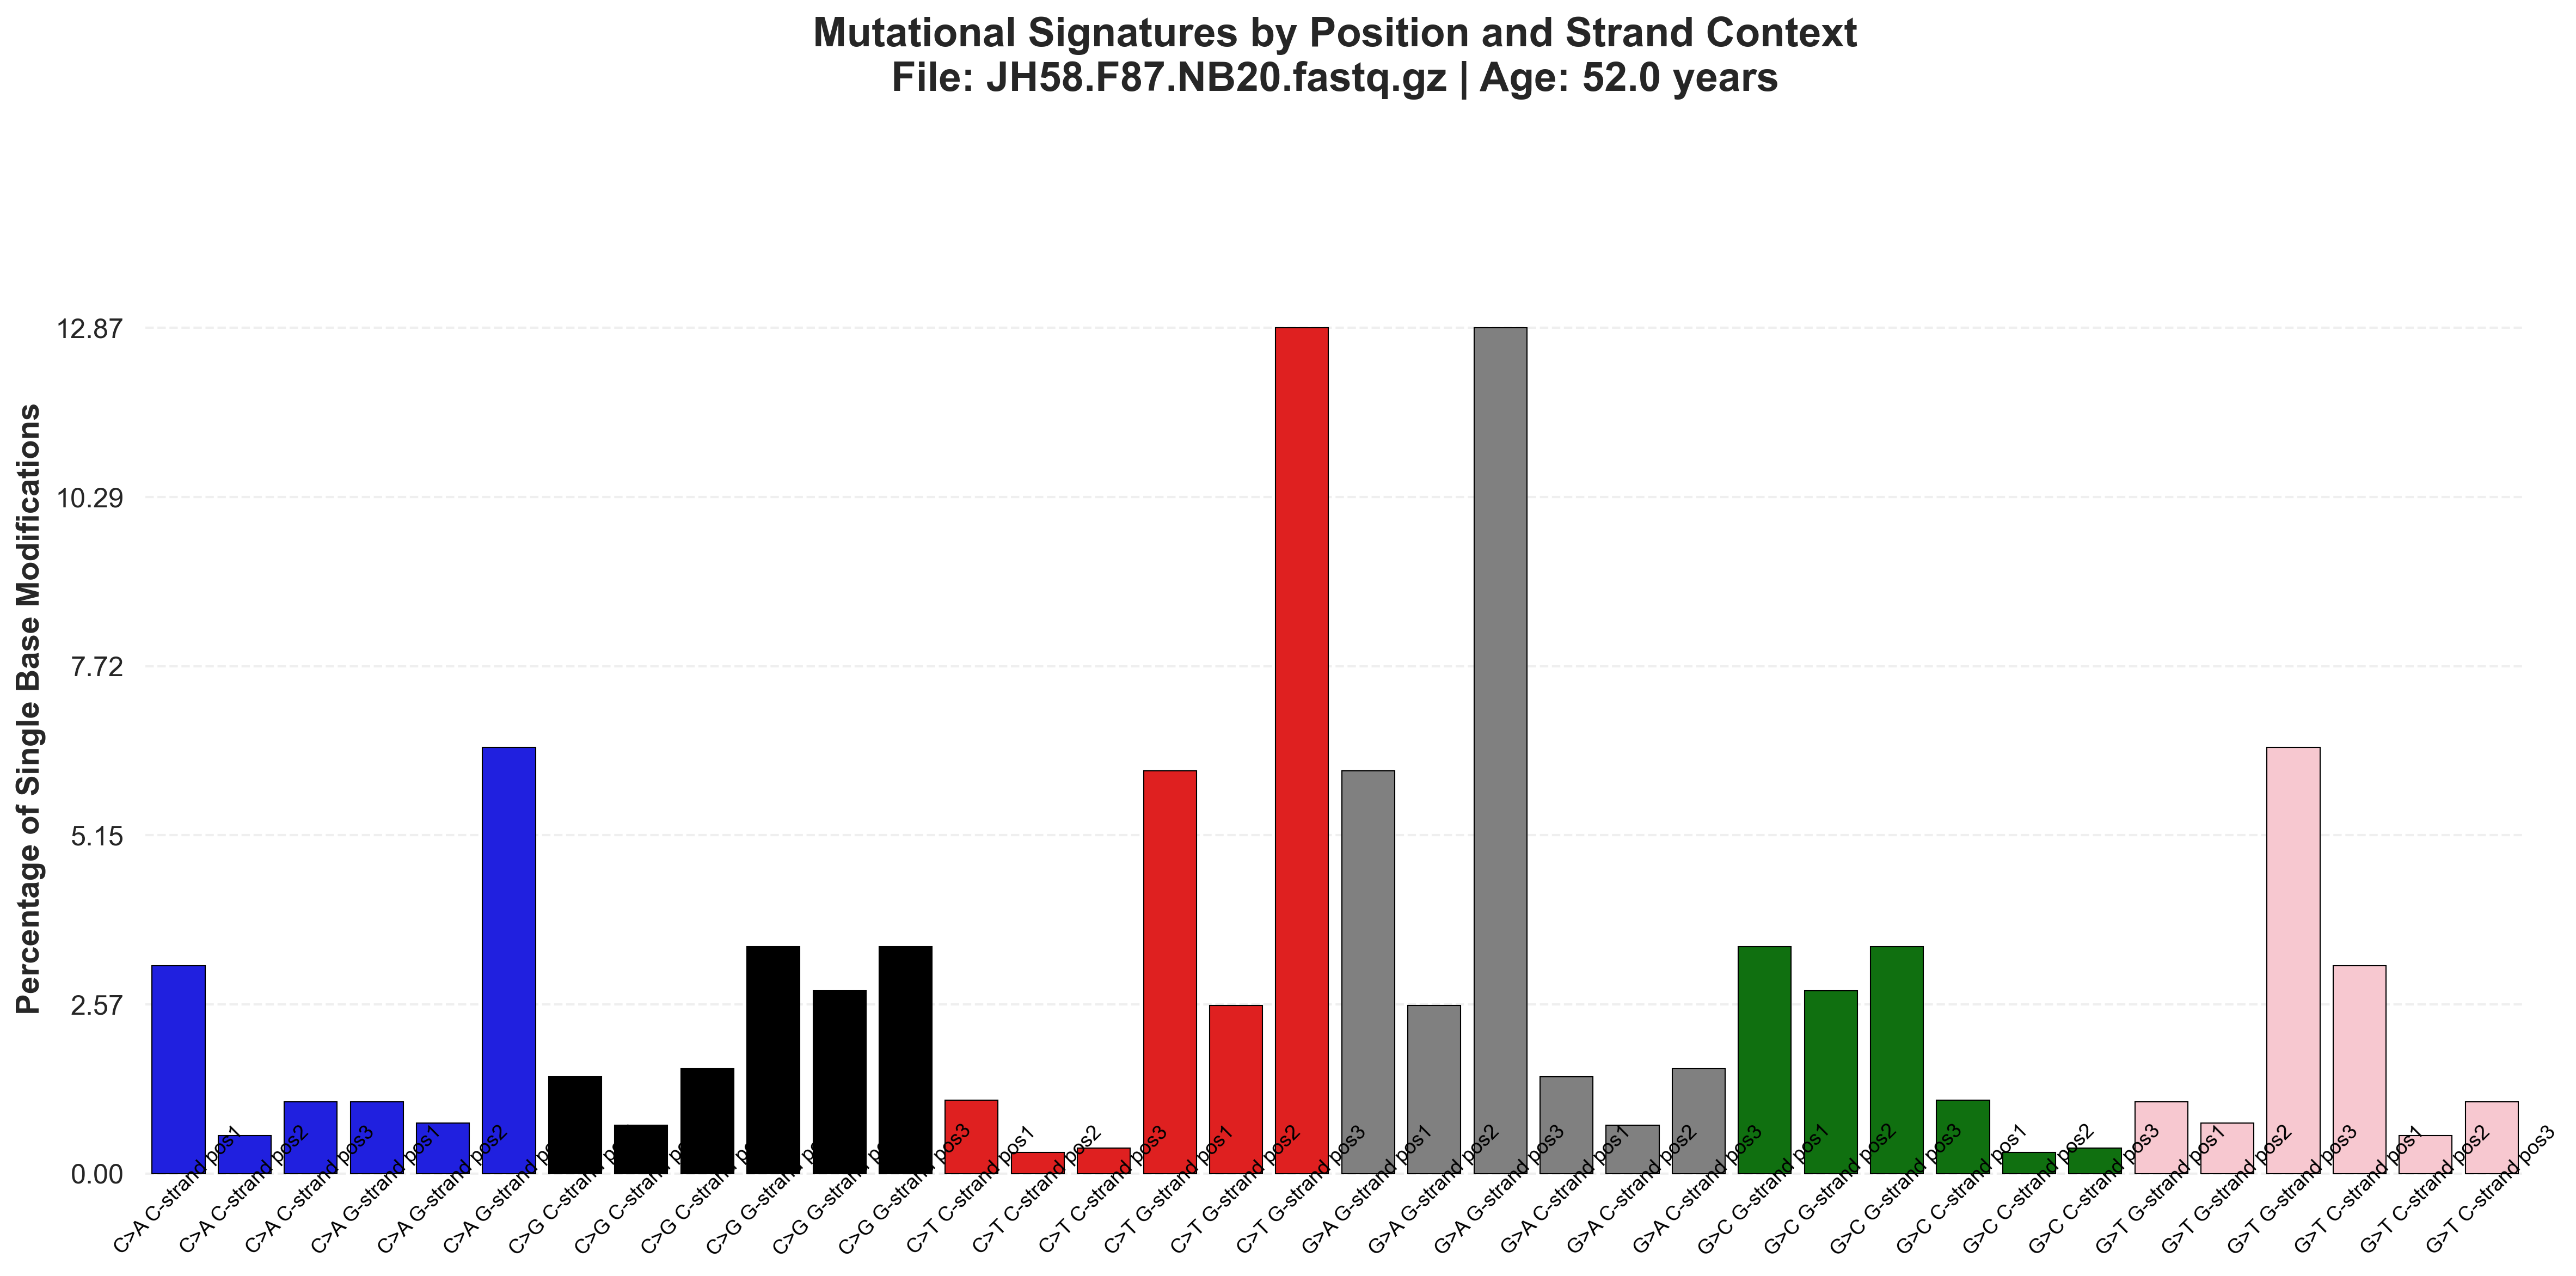 Mutational Signatures by Position and Strand Context
File: JH58.F87.NB20.fastq.gz | Age: 52.0 years
Percentage of Single Base Modifications
12.87
10.29
7.72
5.15
2.57
0.00
C>A C-strand pos1
C>A C-strand pos2
C>A C-strand pos3
C>A G-strand pos1
C>A G-strand pos2
C>A G-strand
C>G C-strand
C>G C-strand
C>G C-strand
C>G G-strand
C>G G-strand
C>G G-strand pos3
C>T C-strand pos1
C>T C-strand pos2
C>T C-strand pos3
C>T G-strand pos1
C>T G-strand pos2
C>T G-strand pos3
G>A G-strand pos1
G>A G-strand pos2
G>A G-strand pos3
G>A C-strand pos1
G>A C-strand pos2
G>A C-strand pos3
G>C G-strand pos1
G>C G-strand pos2
G>C G-strand pos3
G>C C-strand pos1
G>C C-strand pos2
G>C C-strand pos3
G>T G-strand pos1
G>T G-strand pos2
G>T G-strand pos3
G>T C-strand pos1
G>T C-strand pos2
G>T C-strand pos3